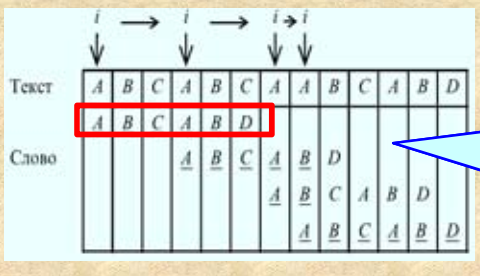 i → i → i → i
Текст A B C A B C A A B C A B D
A B C A B D
Слово A B C A B D
A B C A B D
A B C A B D